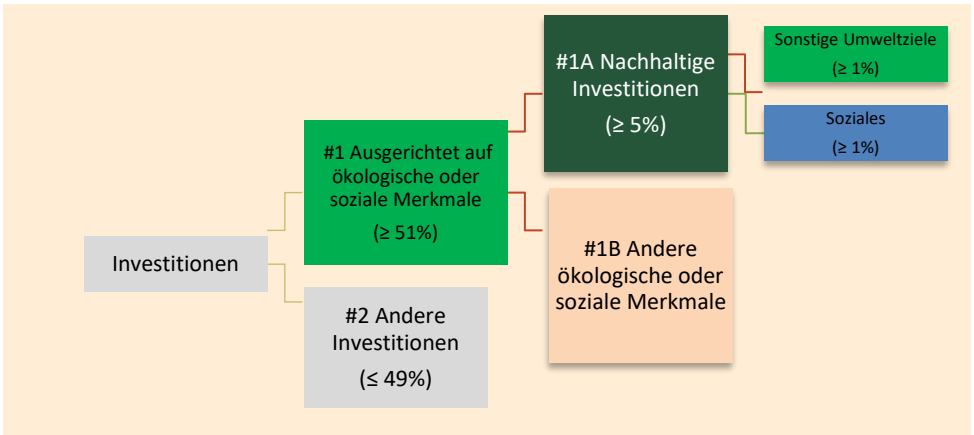 Investitionen
#1 Ausgerichtet auf
ökologische oder
soziale Merkmale
(≥ 51%)
#2 Andere
Investitionen
(≤ 49%)
#1A Nachhaltige
Investitionen
(≥ 5%)
#1B Andere
ökologische oder
soziale Merkmale
Sonstige Umweltziele
(≥ 1%)
Soziales
(≥ 1%)